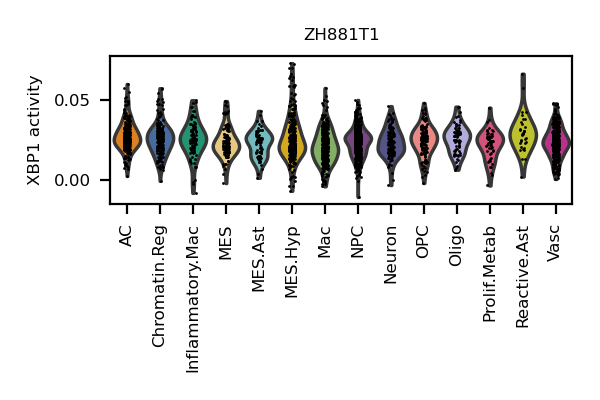 ZH881T1
XBP1 activity
0.05
0.00
AC
Chromatin.Reg
Inflammatory.Mac
MES
MES.Ast
MES.Hyp
Mac
NPC
Neuron
OPC
Oligo
Prolif.Metab
Reactive.Ast
Vasc